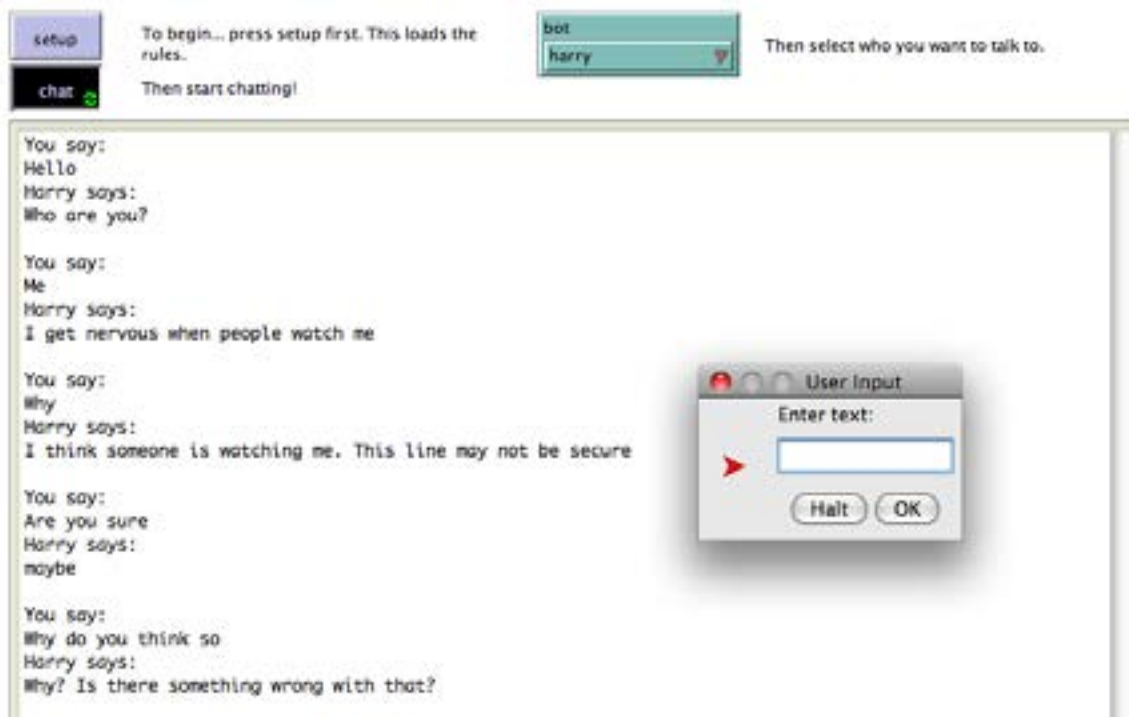 setup
To begin... press setup first. This loads the
rules.
bot
harry
Then select who you want to talk to.
chat
Then start chatting!
You say:
Hello
Harry says:
Who are you?
You say:
Me
Harry says:
I get nervous when people watch me
You say:
Why
Harry says:
I think someone is watching me. This line may not be secure
You say:
Are you sure
Harry says:
maybe
You say:
Why do you think so
Harry says:
Why? Is there something wrong with that?
User Input
Enter text:
Halt
OK